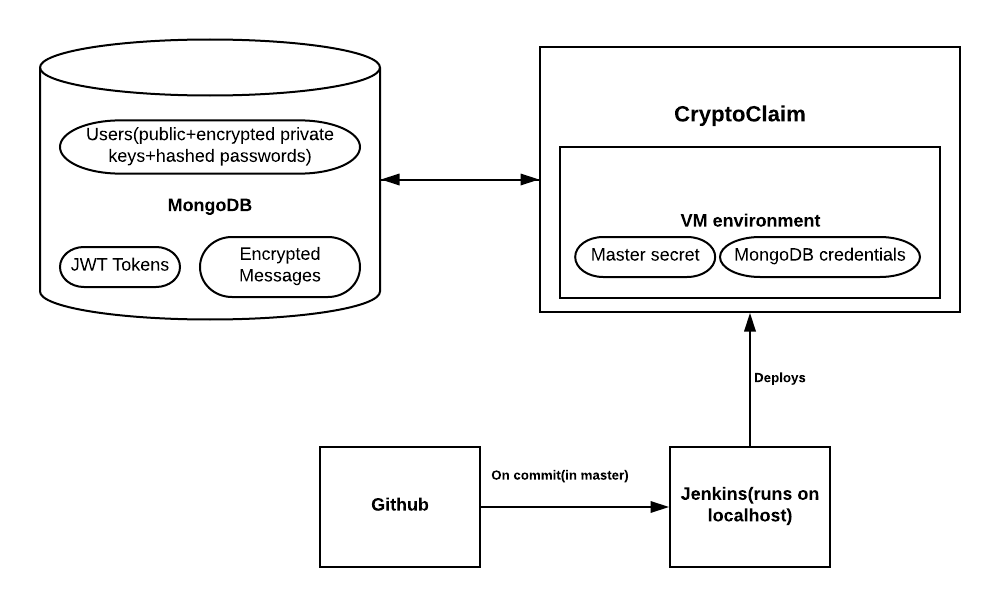 CryptoClaim
Users(public+encrypted private
keys+hashed passwords)
MongoDB
JWT Tokens
Encrypted
Messages
VM environment
Master secret
MongoDB credentials
Deploys
On commit(in master)
Github
Jenkins(runs on
localhost)